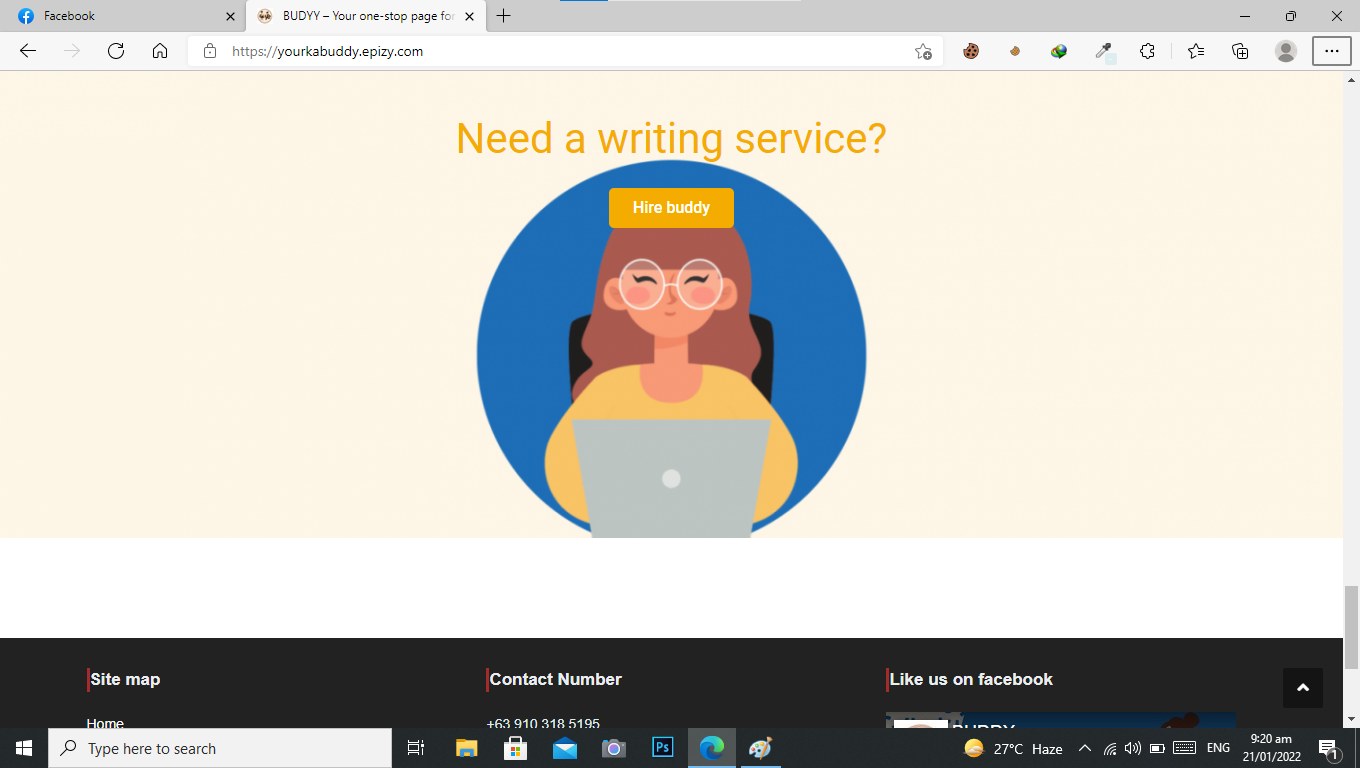 Facebook
BUDYY – Your one-stop page for
https://yourkabuddy.epizy.com
Need a writing service?
Hire buddy
Site map
Contact Number
Like us on facebook
Home
+63 910 318 5195
BUDDY
Type here to search
Ps
27°C Haze
ENG
9:20 am
21/01/2022
1